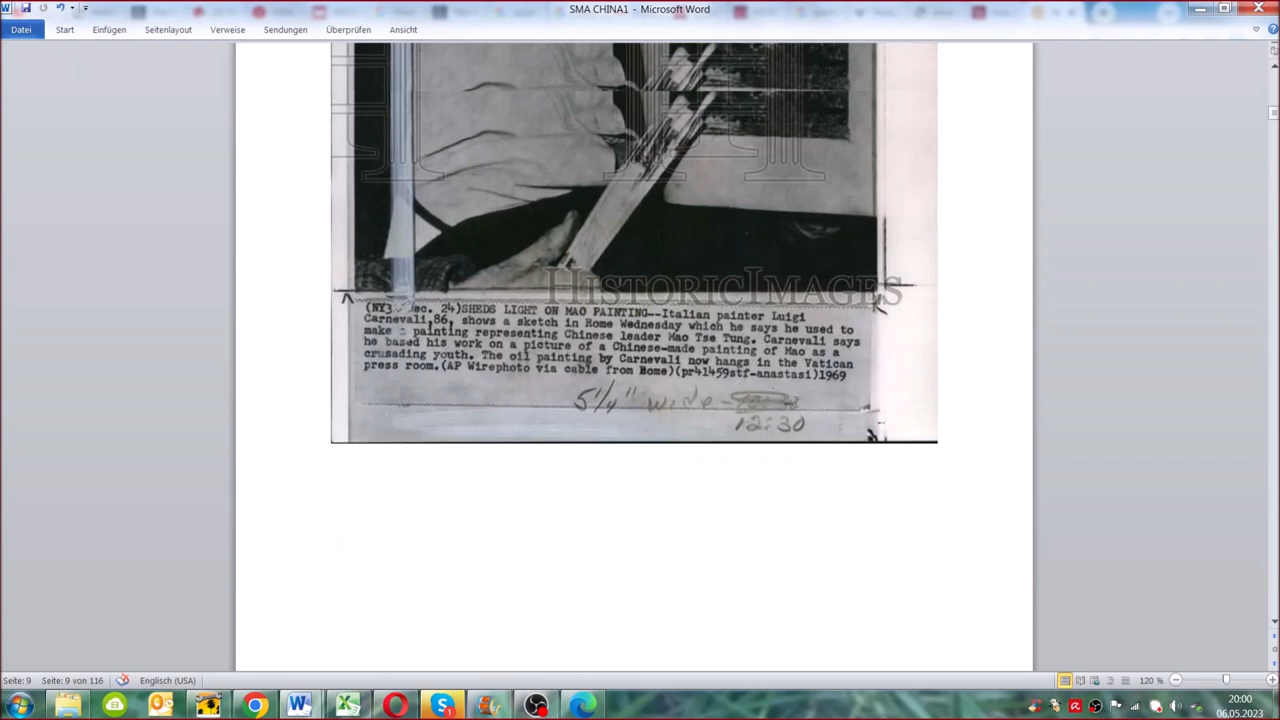 SMA CHINA1 - Microsoft Word
Datei Start Einfügen Seitenlayout Verweise Sendungen Überprüfen Ansicht
HISTORICIMAGES
(NY3 Dec. 24)SHEDS LIGHT ON MAO PAINTING--Italian painter Luigi
Carnevali,86, shows a sketch in Rome Wednesday which he says he used to
make a painting representing Chinese leader Mao Tse Tung. Carnevali says
he based his work on a picture of a Chinese-made painting of Mao as a
crusading youth. The oil painting by Carnevali now hangs in the Vatican
press room.(AP Wirephoto via cable from Rome)(pr41459stf-anastasi)1969
5 1/4" wide -
12:30
Seite: 9 Seite: 9 von 116 Englisch (USA) 120 %
20:00
06.05.2023